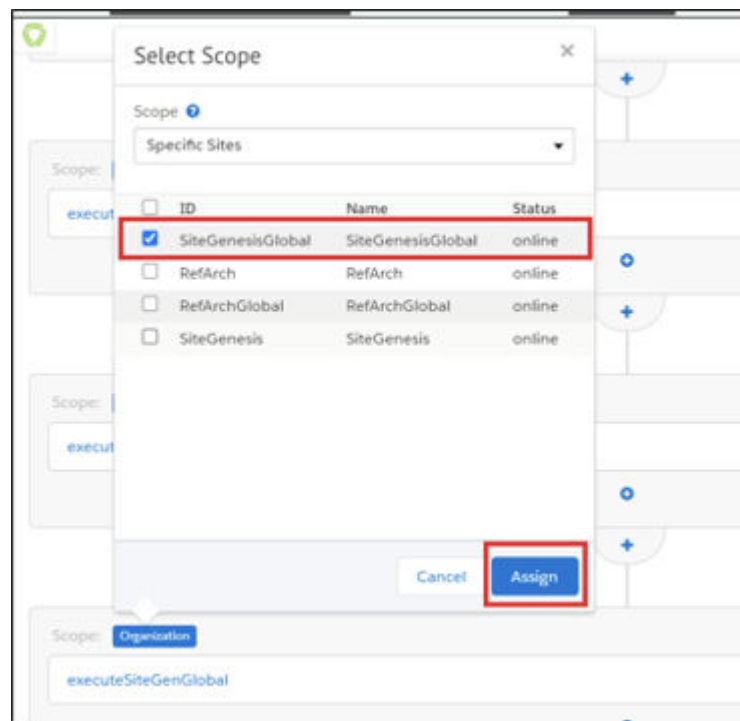 Select Scope
Scope
Specific Sites
Scope:
execut
ID Name Status
SiteGenesisGlobal SiteGenesisGlobal online
RefArch RefArch online
RefArchGlobal RefArchGlobal online
SiteGenesis SiteGenesis online
Scope:
execut
Cancel Assign
Scope: Organization
executeSiteGenGlobal